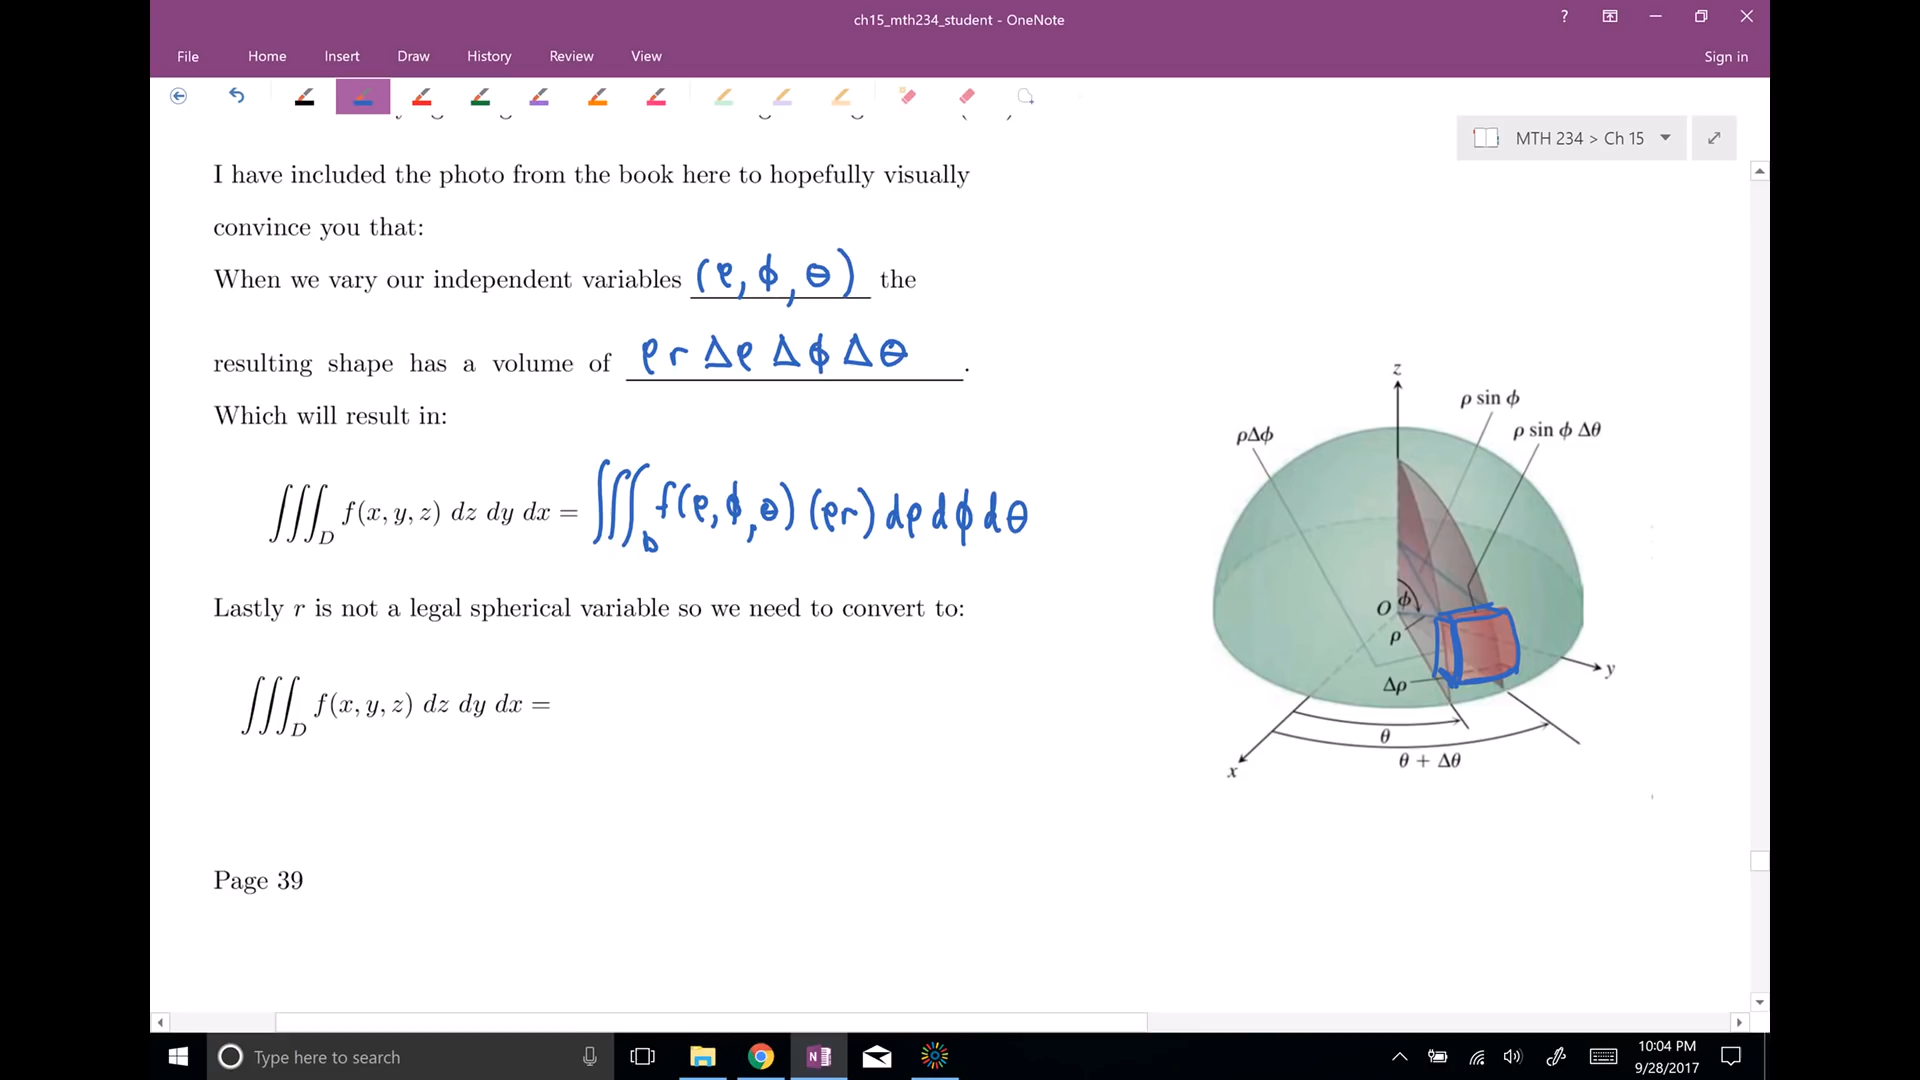 ch15_mth234_student - OneNote
File Home Insert Draw History Review View Sign in
MTH 234 > Ch 15
I have included the photo from the book here to hopefully visually
convince you that:
When we vary our independent variables (ρ, ϕ, θ) the
resulting shape has a volume of ρ r Δρ Δϕ Δθ.
Which will result in:
∭_D f(x, y, z) dz dy dx = ∭_D f(ρ, ϕ, θ) (ρr) dρ dϕ dθ
Lastly r is not a legal spherical variable so we need to convert to:
∭_D f(x, y, z) dz dy dx =
Page 39
z
ρ sin ϕ
ρ sin ϕ Δθ
ρΔϕ
O ϕ
ρ
y
Δρ
θ
θ + Δθ
x
Type here to search
10:04 PM
9/28/2017